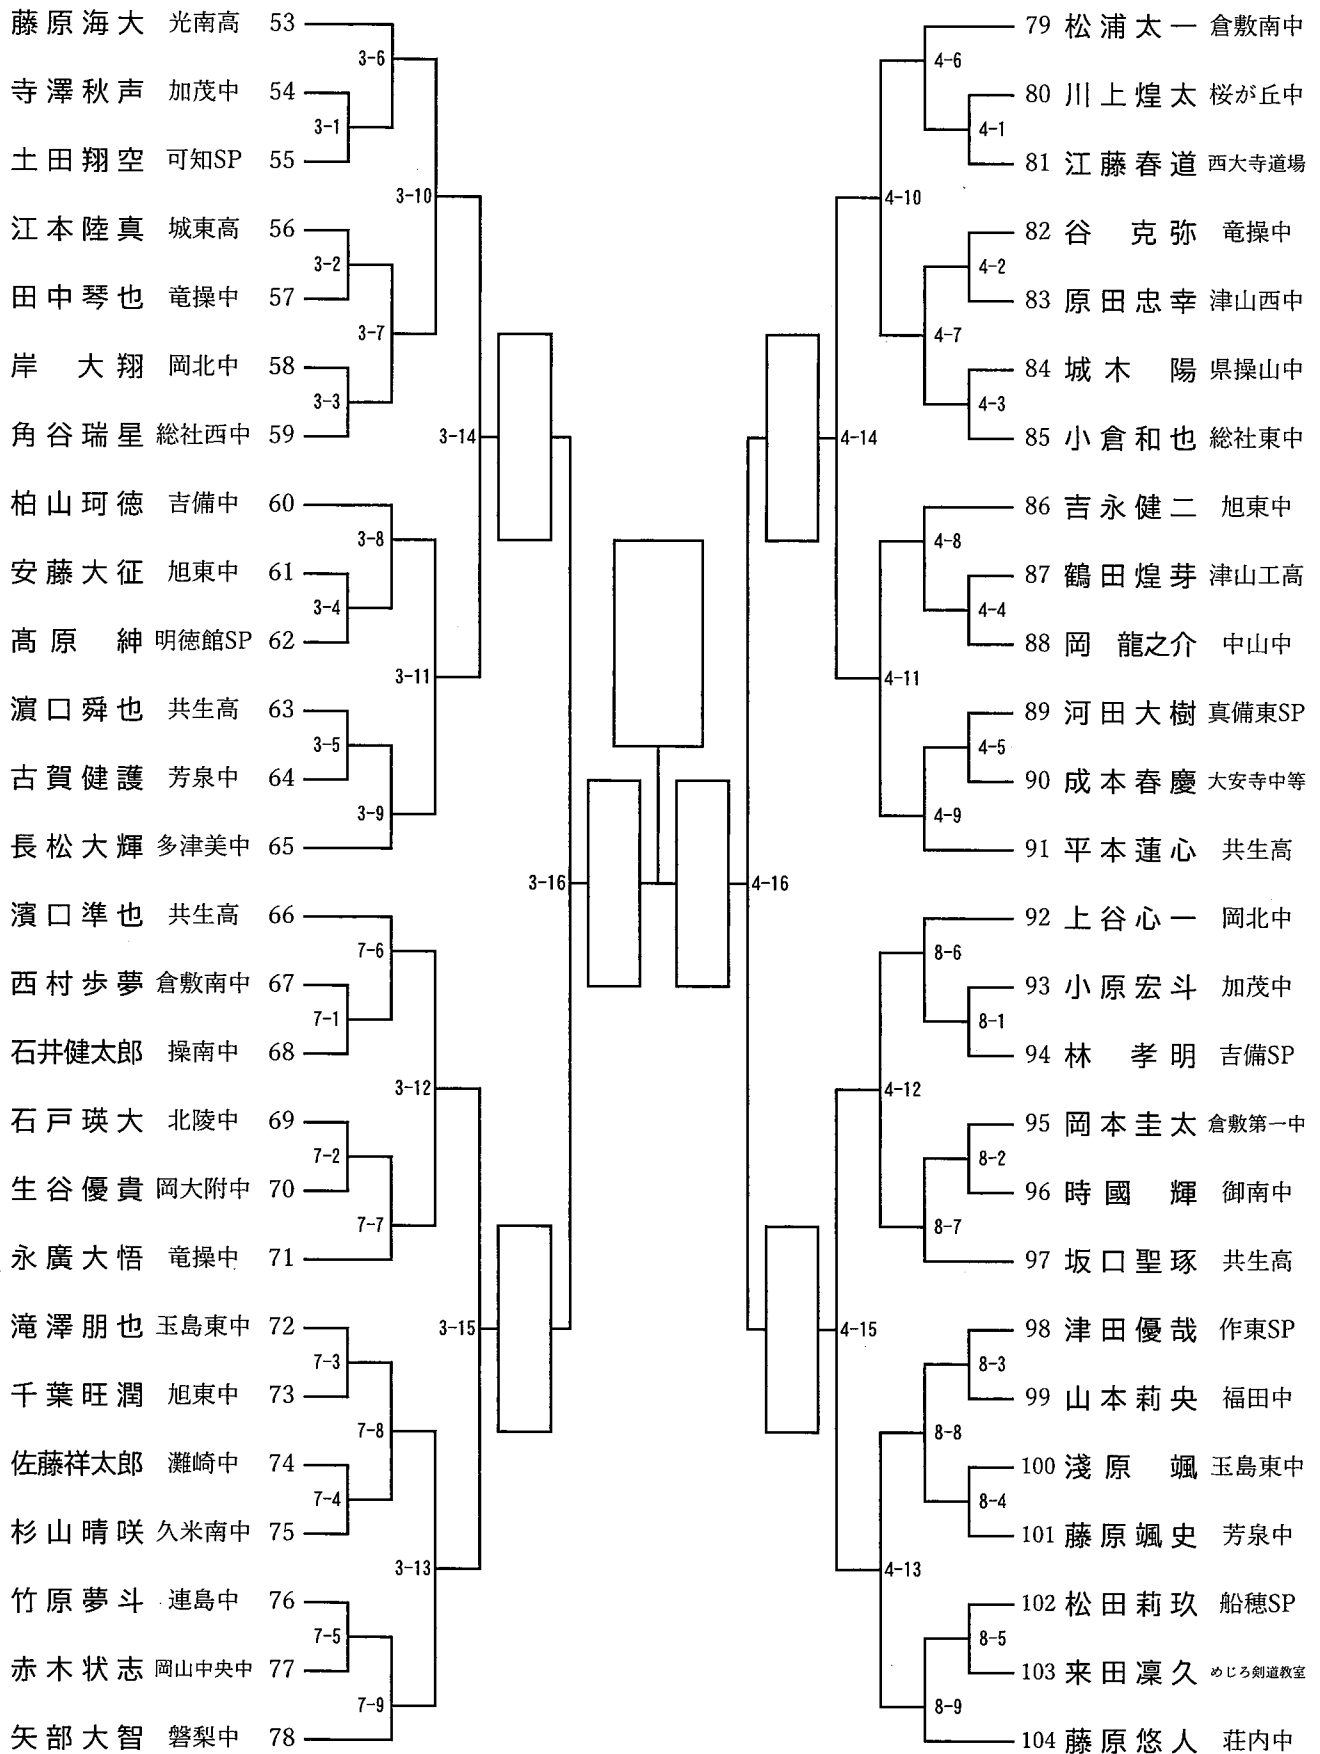 藤原海大 光南高 53
3-6
寺澤秋声 加茂中 54
3-1
土田翔空 可知SP 55
3-10
江本陸真 城東高 56
3-2
田中琴也 竜操中 57
3-7
岸 大翔 岡北中 58
3-3
角谷瑞星 総社西中 59
3-14
柏山珂徳 吉備中 60
3-8
安藤大征 旭東中 61
3-4
髙原 紳 明徳館SP 62
3-11
濵口舜也 共生高 63
3-5
古賀健護 芳泉中 64
3-9
長松大輝 多津美中 65
3-16
濵口準也 共生高 66
7-6
西村歩夢 倉敷南中 67
7-1
石井健太郎 操南中 68
3-12
石戸瑛大 北陵中 69
7-2
生谷優貴 岡大附中 70
7-7
永廣大悟 竜操中 71
滝澤朋也 玉島東中 72
3-15
7-3
千葉旺潤 旭東中 73
7-8
佐藤祥太郎 灘崎中 74
7-4
杉山晴咲 久米南中 75
3-13
竹原夢斗 連島中 76
7-5
赤木状志 岡山中央中 77
7-9
矢部大智 磐梨中 78
79 松浦太一 倉敷南中
4-6
80 川上煌太 桜が丘中
4-1
81 江藤春道 西大寺道場
4-10
82 谷 克弥 竜操中
4-2
83 原田忠幸 津山西中
4-7
84 城木 陽 県操山中
4-3
85 小倉和也 総社東中
4-14
86 吉永健二 旭東中
4-8
87 鶴田煌芽 津山工高
4-4
88 岡 龍之介 中山中
4-11
89 河田大樹 真備東SP
4-5
90 成本春慶 大安寺中等
4-9
91 平本蓮心 共生高
4-16
92 上谷心一 岡北中
8-6
93 小原宏斗 加茂中
8-1
94 林 孝明 吉備SP
4-12
95 岡本圭太 倉敷第一中
8-2
96 時國 輝 御南中
8-7
97 坂口聖琢 共生高
98 津田優哉 作東SP
4-15
8-3
99 山本莉央 福田中
8-8
100 淺原 颯 玉島東中
8-4
101 藤原颯史 芳泉中
4-13
102 松田莉玖 船穂SP
8-5
103 来田凜久 めじろ剣道教室
8-9
104 藤原悠人 荘内中